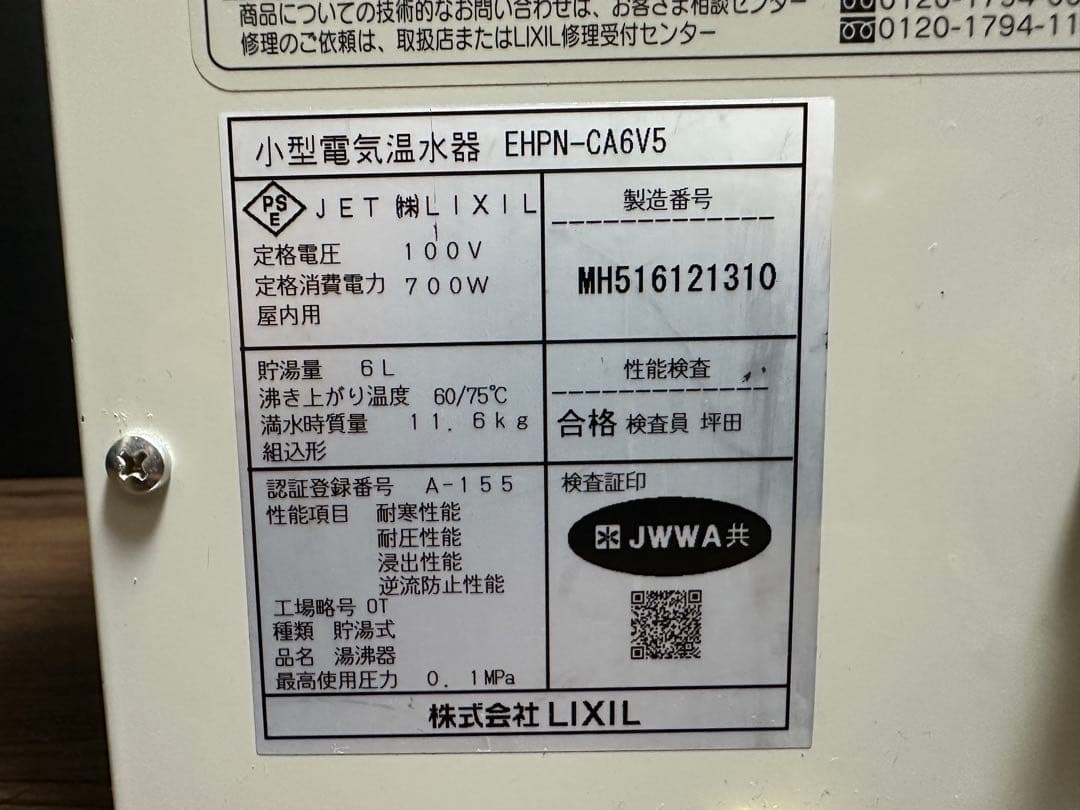 商品についての技術的なお問い合わせは、お客さま相談センター
修理のご依頼は、取扱店またはLIXIL修理受付センター
0120-1794-11
小型電気温水器 EHPN-CA6V5
PSE JET ㈱LIXIL
定格電圧 100V
定格消費電力 700W
屋内用
製造番号
MH516121310
貯湯量 6L
沸き上がり温度 60/75℃
満水時質量 11.6kg
組込形
性能検査
合格 検査員 坪田
認証登録番号 A-155
性能項目 耐寒性能
耐圧性能
浸出性能
逆流防止性能
工場略号 OT
種類 貯湯式
品名 湯沸器
最高使用圧力 0.1MPa
検査証印
JWWA共
株式会社LIXIL